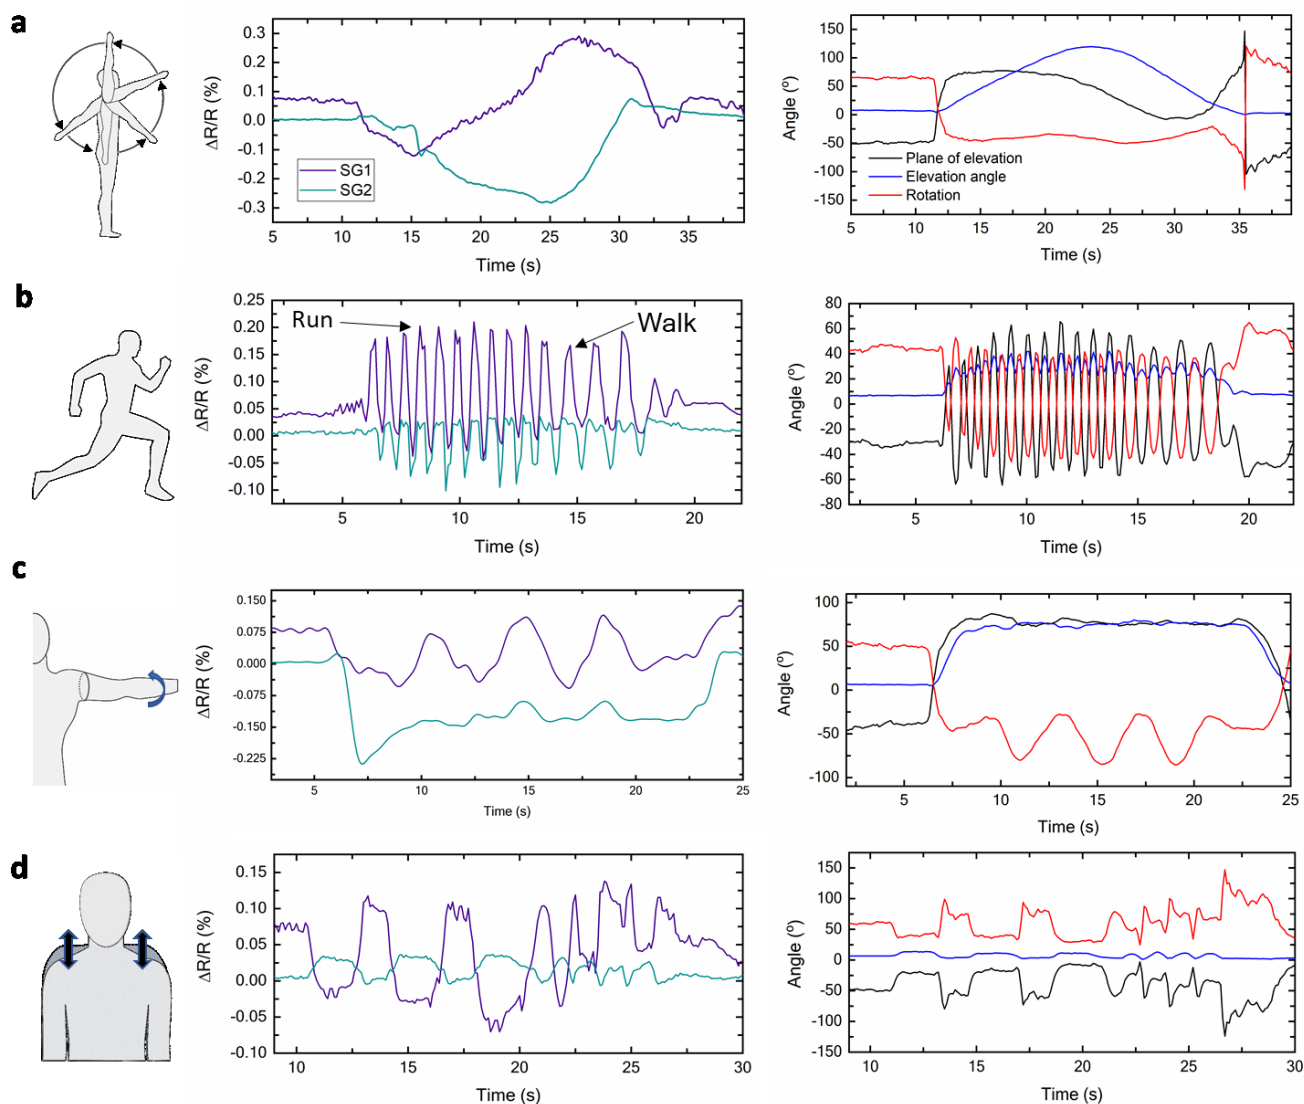 a
ΔR/R (%)
0.3
0.2
0.1
0.0
-0.1
-0.2
-0.3
SG1
SG2
5 10 15 20 25 30 35
Time (s)
Angle (º)
150
100
50
0
-50
-100
-150
Plane of elevation
Elevation angle
Rotation
5 10 15 20 25 30 35
Time (s)
b
ΔR/R (%)
0.25
0.20
0.15
0.10
0.05
0.00
-0.05
-0.10
Run
Walk
5 10 15 20
Time (s)
Angle (º)
80
60
40
20
0
-20
-40
-60
-80
5 10 15 20
Time (s)
c
ΔR/R (%)
0.150
0.075
0.000
-0.075
-0.150
-0.225
5 10 15 20 25
Time (s)
Angle (º)
100
50
0
-50
-100
5 10 15 20 25
Time (s)
d
ΔR/R (%)
0.15
0.10
0.05
0.00
-0.05
-0.10
10 15 20 25 30
Time (s)
Angle (º)
150
100
50
0
-50
-100
-150
10 15 20 25 30
Time (s)